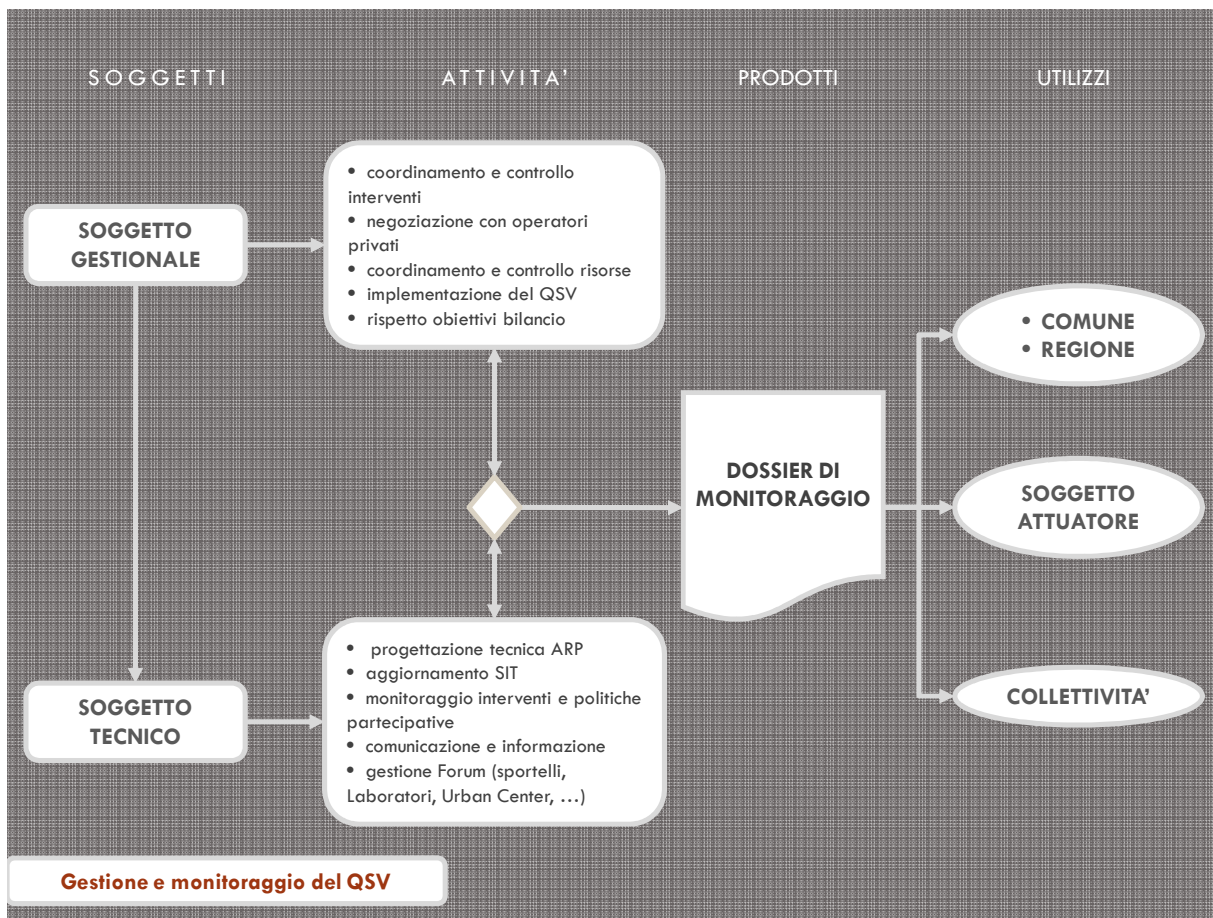 SOGGETTI
ATTIVITA’
PRODOTTI
UTILIZZI
• coordinamento e controllo
interventi
• negoziazione con operatori
privati
• coordinamento e controllo risorse
• implementazione del QSV
• rispetto obiettivi bilancio
SOGGETTO
GESTIONALE
• COMUNE
• REGIONE
DOSSIER DI
MONITORAGGIO
SOGGETTO
ATTUATORE
• progettazione tecnica ARP
• aggiornamento SIT
• monitoraggio interventi e politiche
partecipative
• comunicazione e informazione
• gestione Forum (sportelli,
Laboratori, Urban Center, …)
SOGGETTO
TECNICO
COLLETTIVITA’
Gestione e monitoraggio del QSV